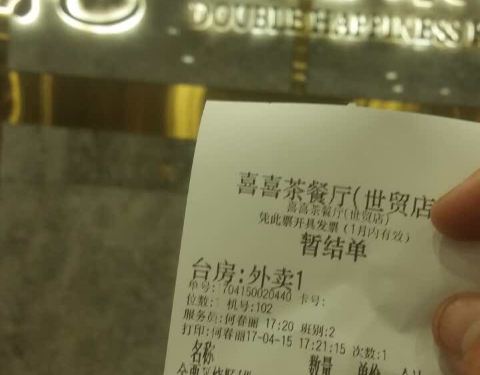 DOUBLE HAPPINESS
喜喜茶餐厅(世贸店
喜喜茶餐厅(世贸店)
凭此票开具发票(1月内有效)
暂结单
台房:外卖1
单号:704150020440 卡号:
位数: 机号:102
服务员:何春丽 17:20 班别:2
打印:何春丽17-04-15 17:21:15 次数:1
名称 数量 单价